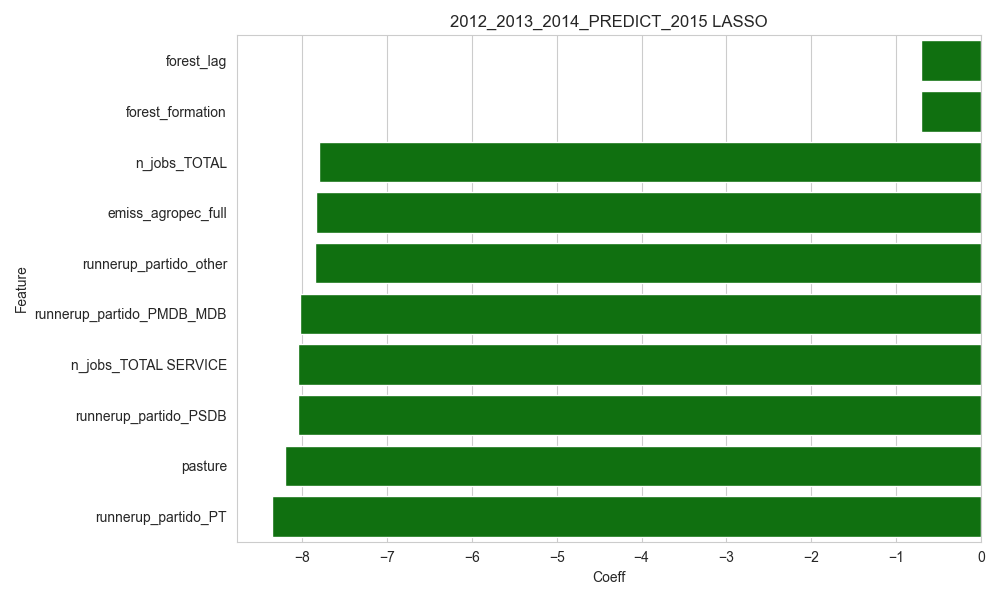 2012_2013_2014_PREDICT_2015 LASSO
forest_lag
forest_formation
n_jobs_TOTAL
emiss_agropec_full
runnerup_partido_other
runnerup_partido_PMDB_MDB
n_jobs_TOTAL SERVICE
runnerup_partido_PSDB
pasture
runnerup_partido_PT
Feature
−8 −7 −6 −5 −4 −3 −2 −1 0
Coeff